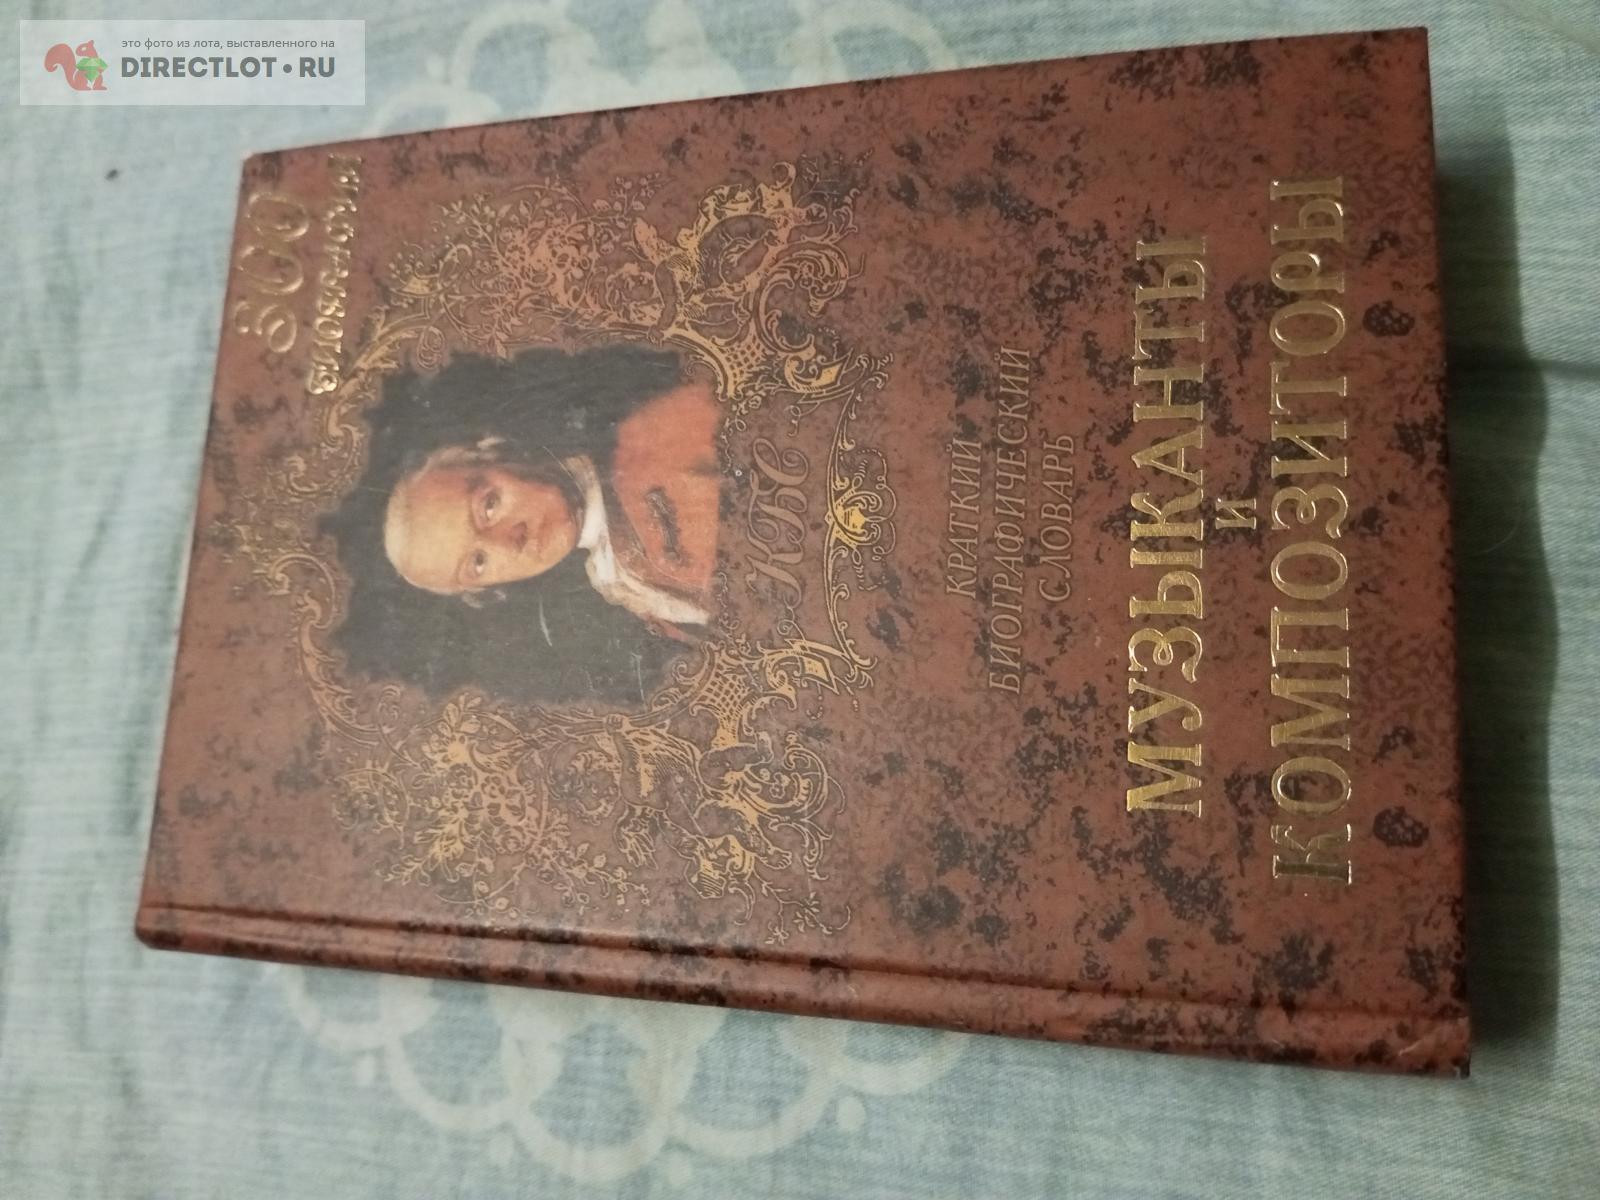 это фото из лота, выставленного на
DIRECTLOT•RU
300
биографий
КБС
КРАТКИЙ
БИОГРАФИЧЕСКИЙ
СЛОВАРЬ
МУЗЫКАНТЫ
И
КОМПОЗИТОРЫ